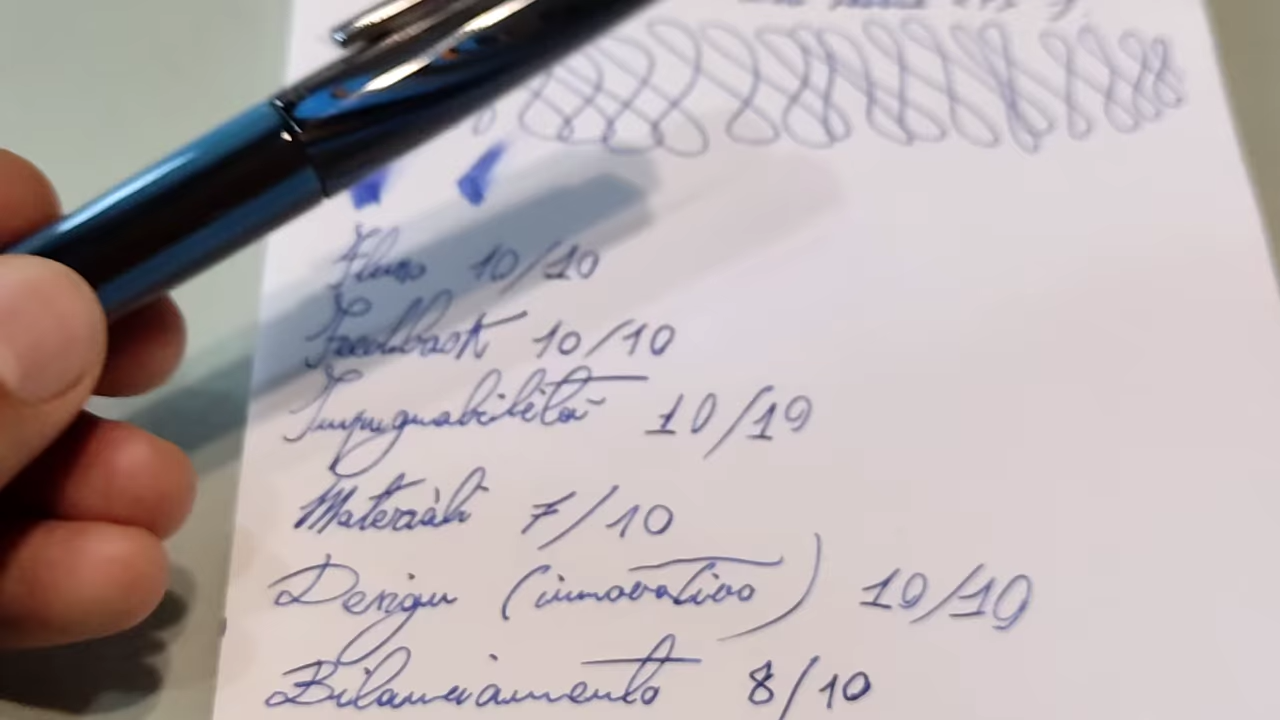 Flusso 10/10
Feedback 10/10
Impugnabilità 10/10
Materiali 7/10
Design (innovativo) 10/10
Bilanciamento 8/10